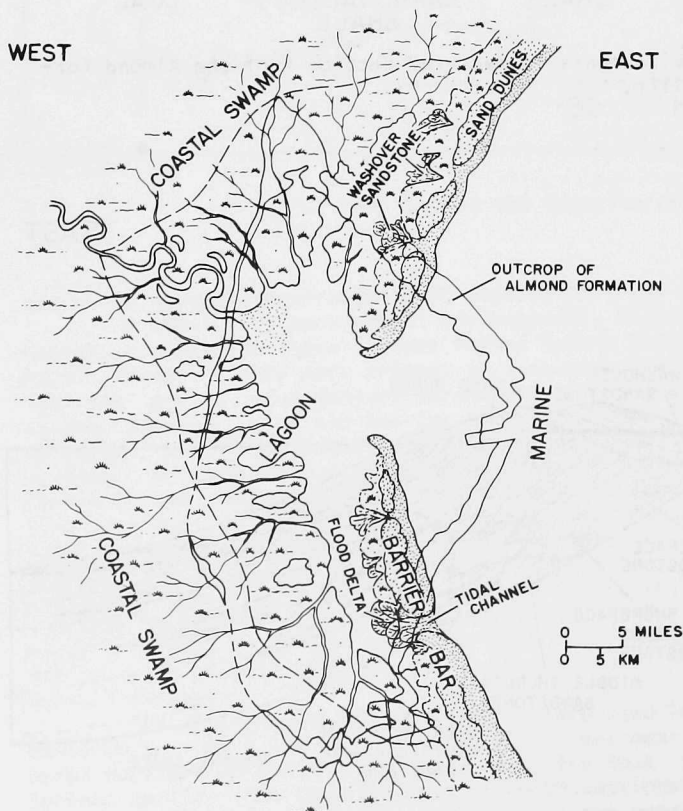 WEST
EAST
COASTAL SWAMP
SAND DUNES
WASHOVER
SANDSTONE
OUTCROP OF
ALMOND FORMATION
LAGOON
MARINE
COASTAL SWAMP
FLOOD DELTA
BARRIER
BAR
TIDAL
CHANNEL
0 5 MILES
0 5 KM